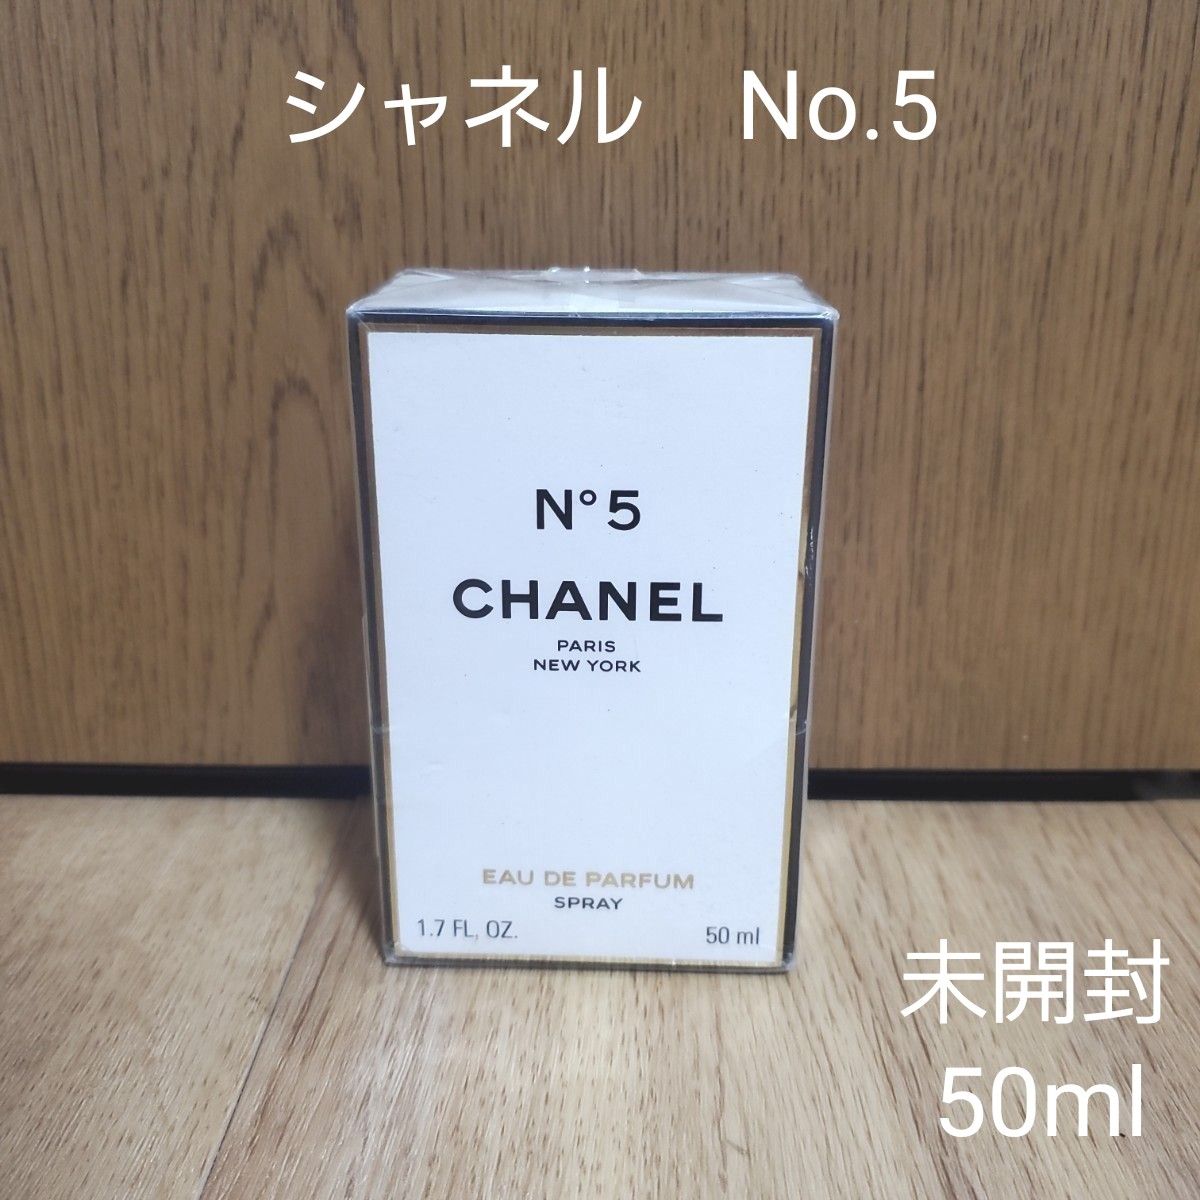 シャネル　No.5
N°5
CHANEL
PARIS
NEW YORK
EAU DE PARFUM
SPRAY
1.7 FL. OZ. 50 ml
未開封
50ml